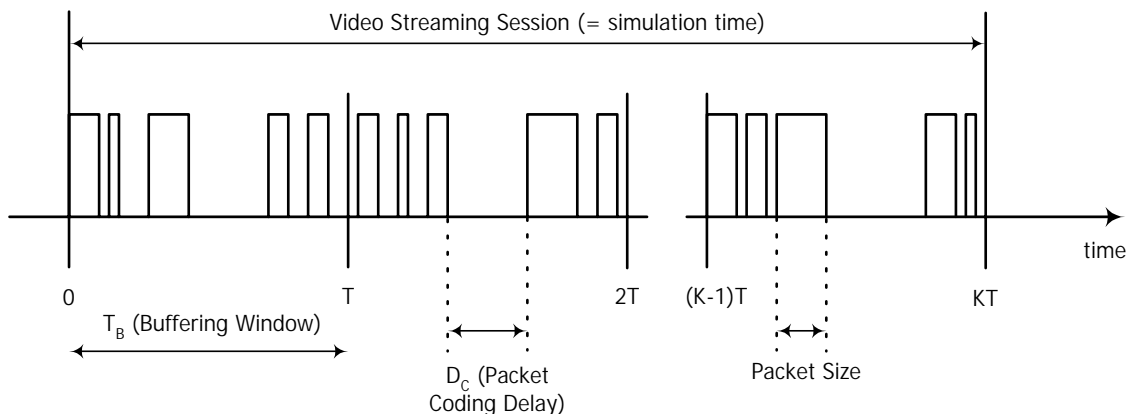 Video Streaming Session (= simulation time)
time
0
T
2T
(K-1)T
KT
T_B (Buffering Window)
D_C (Packet
Coding Delay)
Packet Size